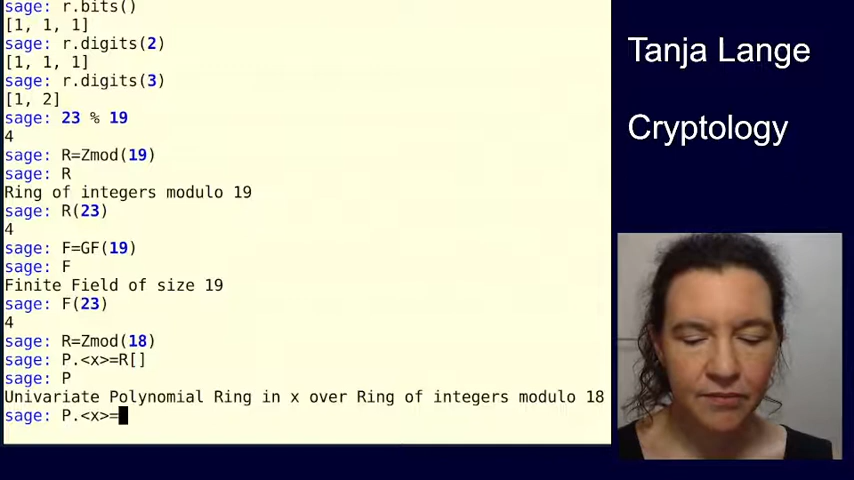 sage: r.bits()
[1, 1, 1]
sage: r.digits(2)
[1, 1, 1]
sage: r.digits(3)
[1, 2]
sage: 23 % 19
4
sage: R=Zmod(19)
sage: R
Ring of integers modulo 19
sage: R(23)
4
sage: F=GF(19)
sage: F
Finite Field of size 19
sage: F(23)
4
sage: R=Zmod(18)
sage: P.<x>=R[]
sage: P
Univariate Polynomial Ring in x over Ring of integers modulo 18
sage: P.<x>=
Tanja Lange
Cryptology